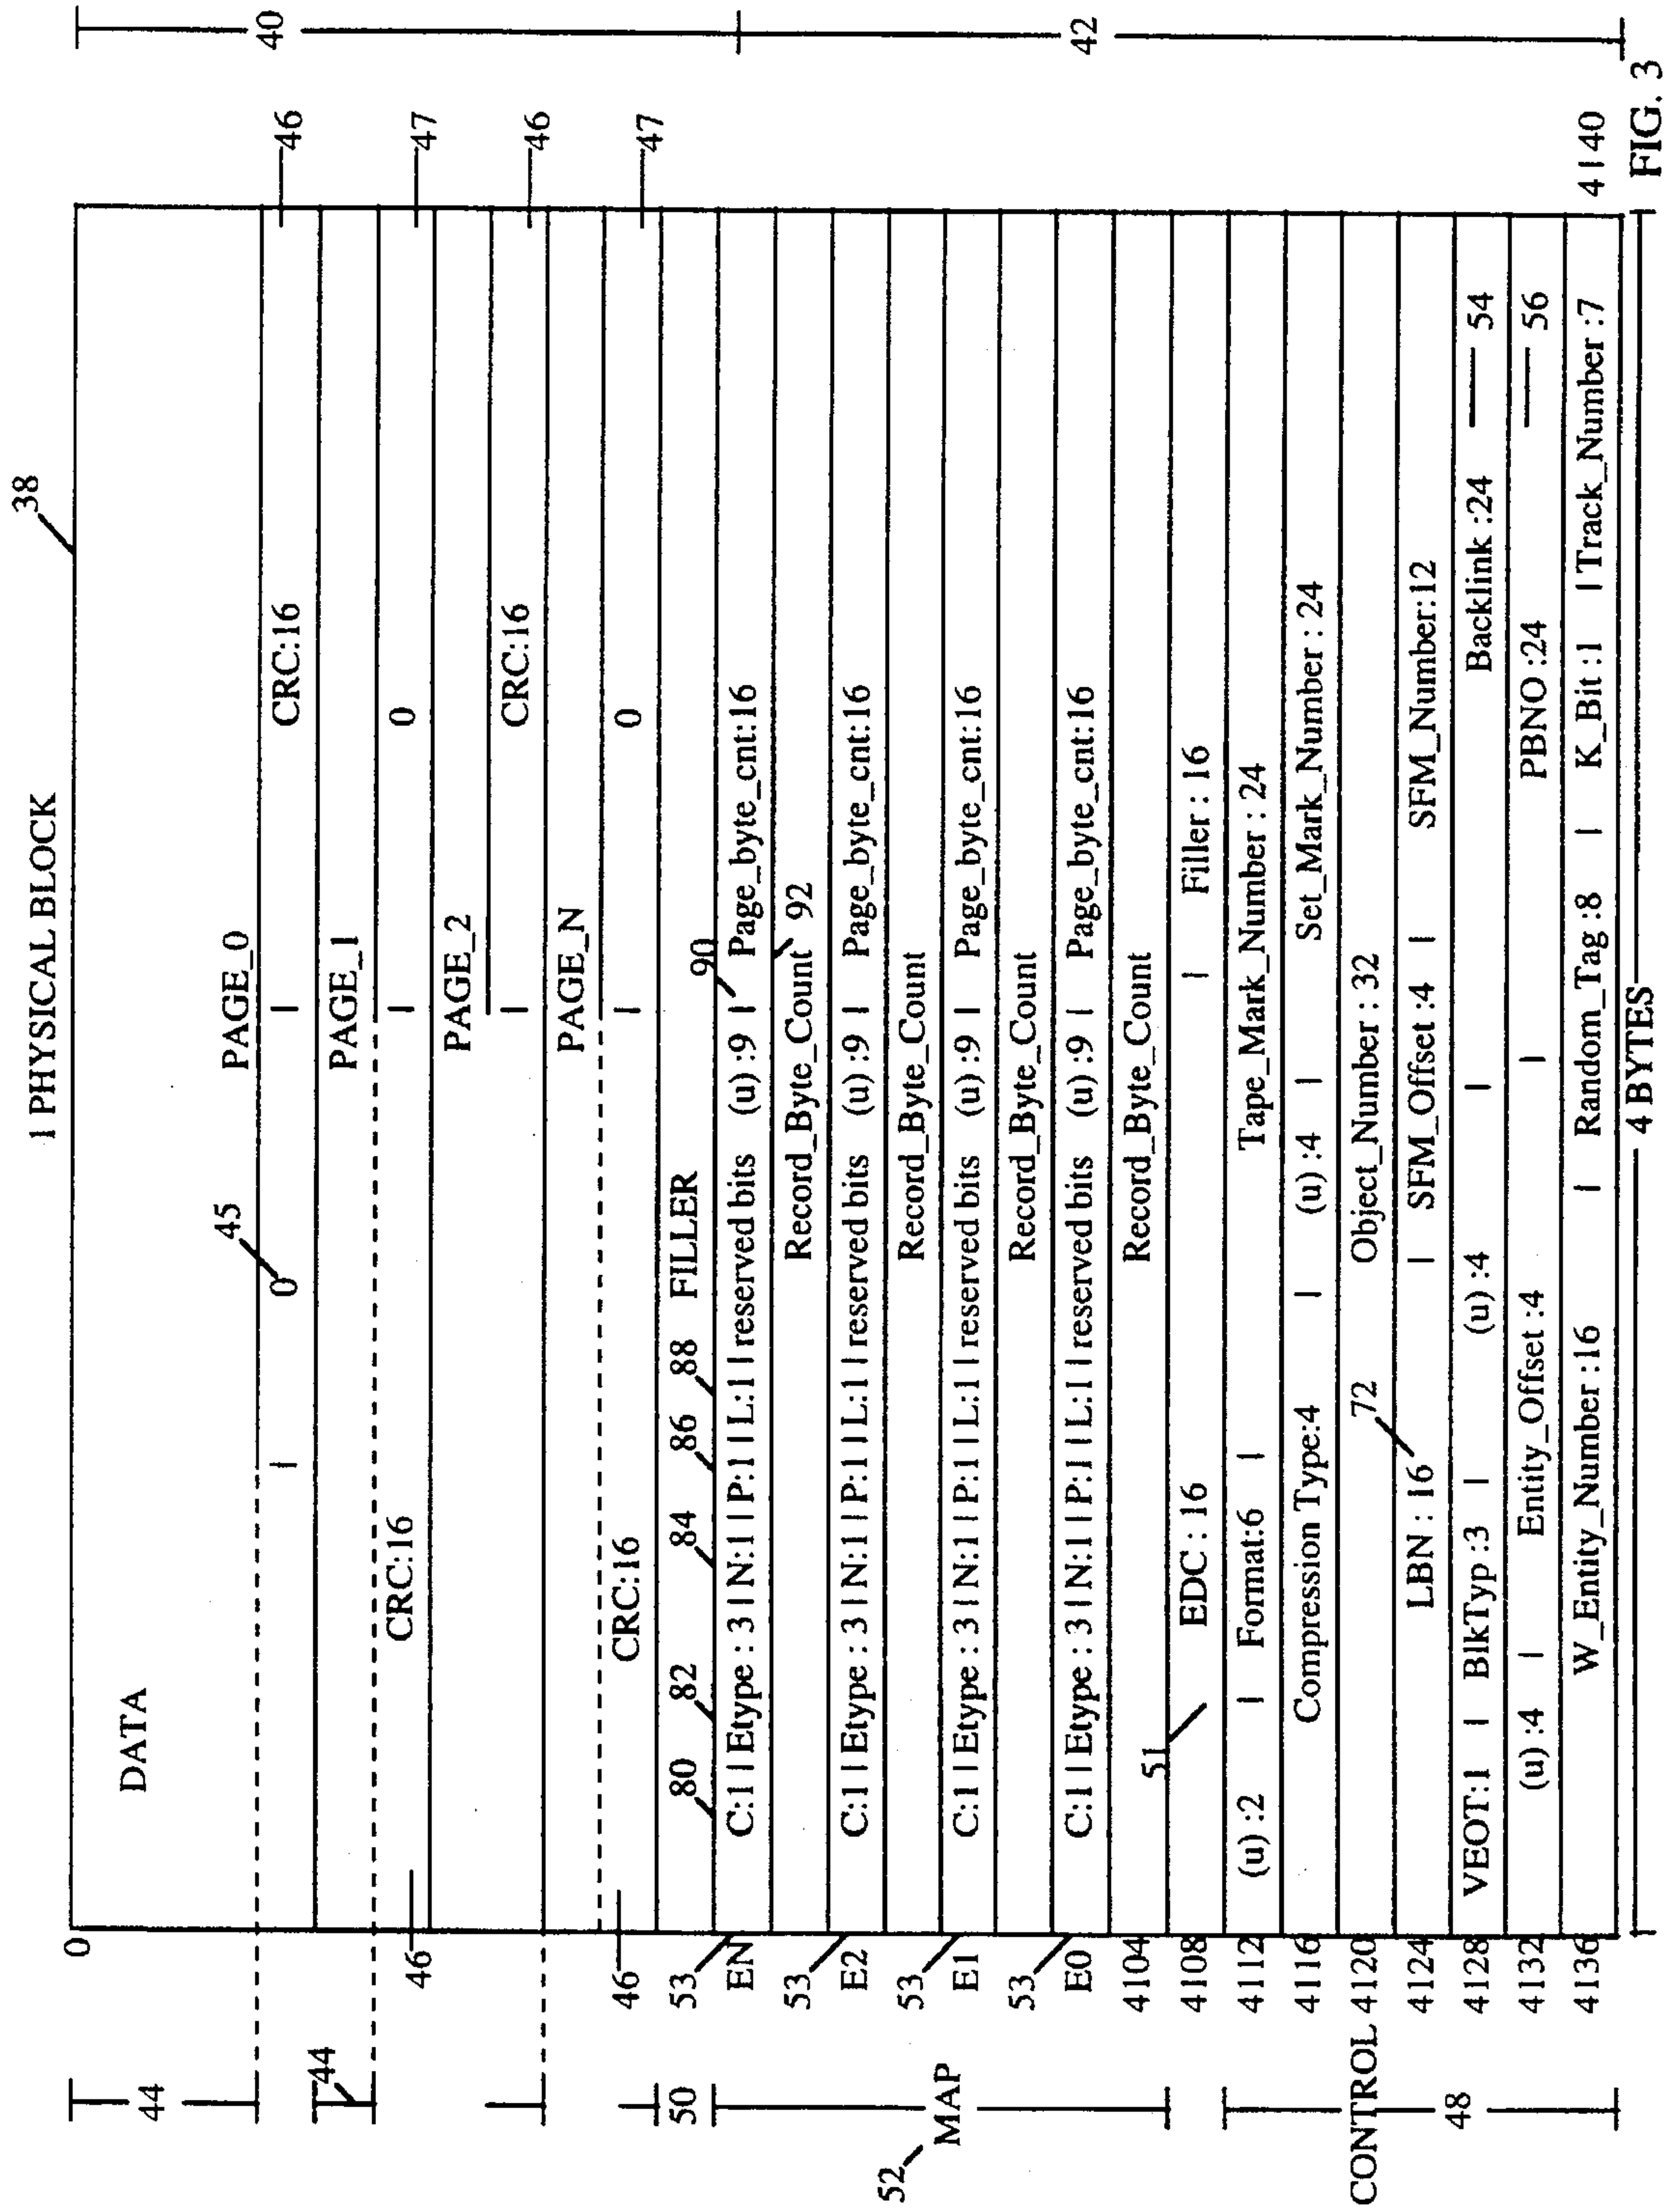 1 PHYSICAL BLOCK
38
0
DATA
44
40
45
PAGE_0
0 | CRC:16
46
PAGE_1
44
46
CRC:16 | 0
47
PAGE_2
| CRC:16
46
PAGE_N
46
CRC:16 | 0
47
50
80 82 84 86 88 FILLER
90
53
EN C:1 | Etype : 3 | N:1 | P:1 | L:1 | reserved bits (u) :9 | Page_byte_cnt:16
Record_Byte_Count 92
53
E2 C:1 | Etype : 3 | N:1 | P:1 | L:1 | reserved bits (u) :9 | Page_byte_cnt:16
52
MAP
Record_Byte_Count
53
E1 C:1 | Etype : 3 | N:1 | P:1 | L:1 | reserved bits (u) :9 | Page_byte_cnt:16
Record_Byte_Count
53
E0 C:1 | Etype : 3 | N:1 | P:1 | L:1 | reserved bits (u) :9 | Page_byte_cnt:16
42
4104 Record_Byte_Count
51
4108 EDC : 16 | Filler : 16
4112 (u) :2 | Format:6 | Tape_Mark_Number : 24
4116 Compression Type:4 | (u) :4 | Set_Mark_Number : 24
CONTROL 4120 Object_Number : 32
72
4124 LBN : 16 | SFM_Offset :4 | SFM_Number:12
48
4128 VEOT:1 | BlkTyp :3 | (u) :4 | Backlink :24 54
4132 (u) :4 | Entity_Offset :4 | PBNO :24 56
4136 W_Entity_Number :16 | Random_Tag :8 | K_Bit :1 | Track_Number :7
4140
4 BYTES
FIG. 3